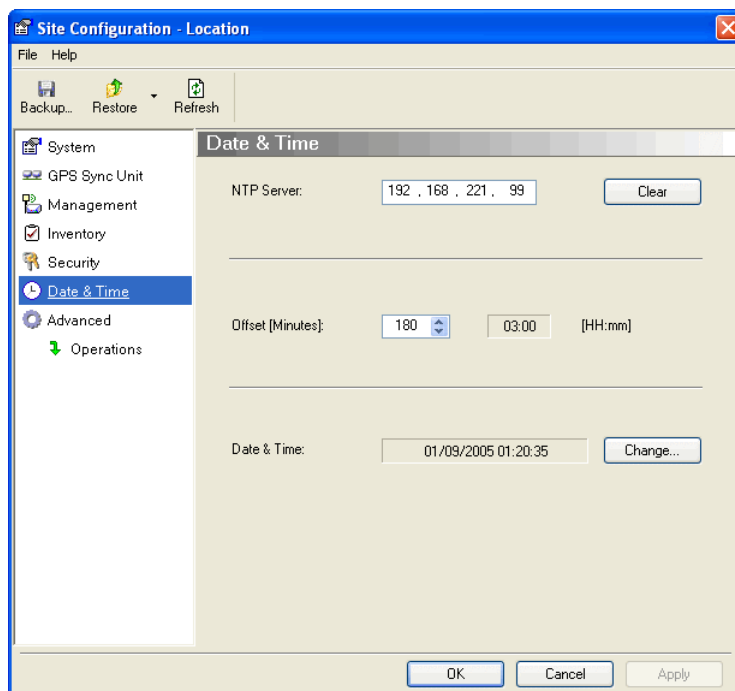 Site Configuration - Location
File Help
Backup... Restore Refresh
System
GPS Sync Unit
Management
Inventory
Security
Date & Time
Advanced
Operations
Date & Time
NTP Server: 192 . 168 . 221 . 99 Clear
Offset [Minutes]: 180 03:00 [HH:mm]
Date & Time: 01/09/2005 01:20:35 Change...
OK Cancel Apply